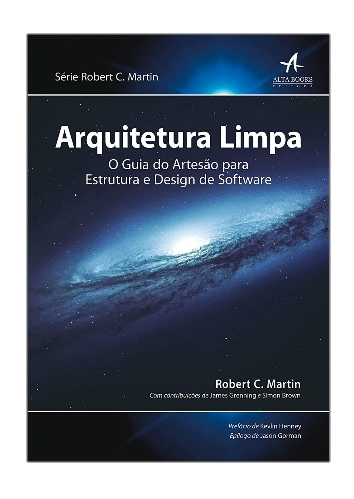 Série Robert C. Martin
ALTA BOOKS
EDITORA
Arquitetura Limpa
O Guia do Artesão para
Estrutura e Design de Software
Robert C. Martin
Com contribuições de James Grenning e Simon Brown
Prefácio de Kevlin Henney
Epílogo de Jason Gorman